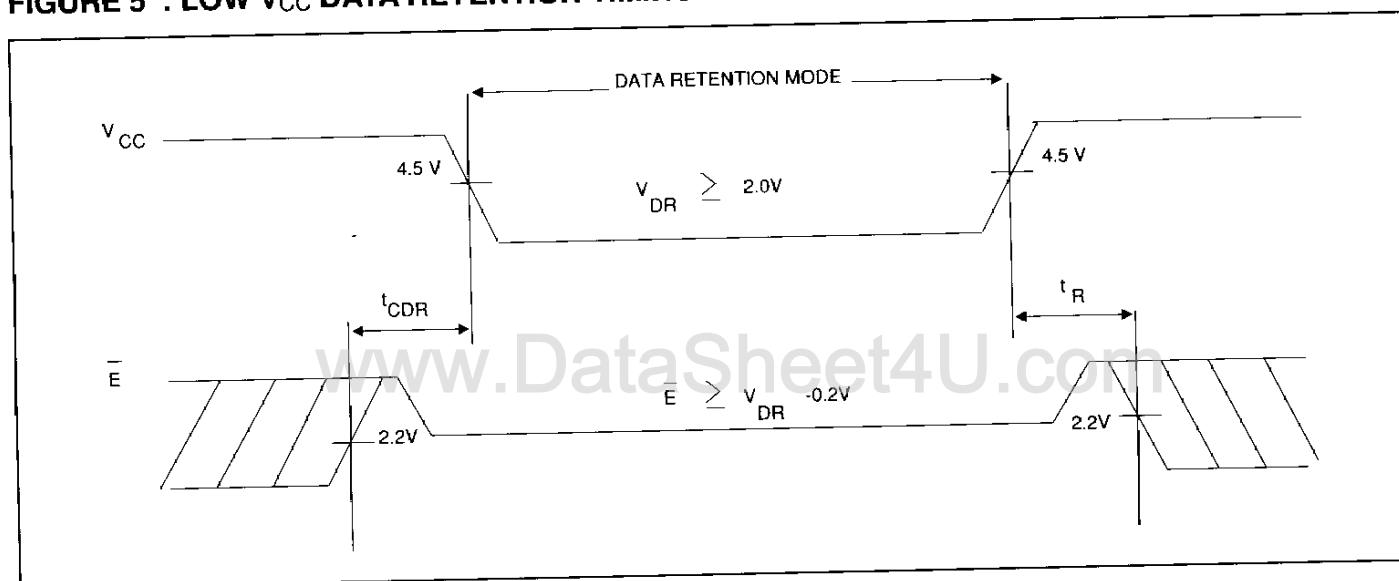 FIGURE 5 : LOW VCC DATA RETENTION
DATA RETENTION MODE
VCC
4.5 V
4.5 V
VDR ≥ 2.0V
tCDR
tR
www.DataSheet4U.com
E̅
E̅ ≥ VDR -0.2V
2.2V
2.2V